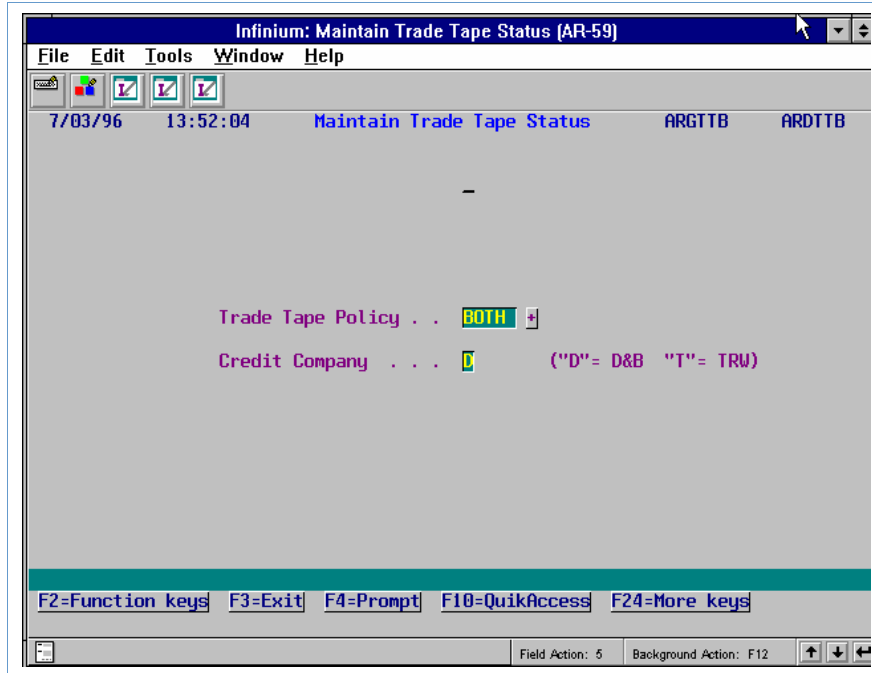 Infinium: Maintain Trade Tape Status (AR-59)
File Edit Tools Window Help
7/03/96 13:52:04 Maintain Trade Tape Status ARGTTB ARDTTB
Trade Tape Policy . . BOTH +
Credit Company . . . D ("D"= D&B "T"= TRW)
F2=Function keys F3=Exit F4=Prompt F10=QuikAccess F24=More keys
Field Action: 5 Background Action: F12